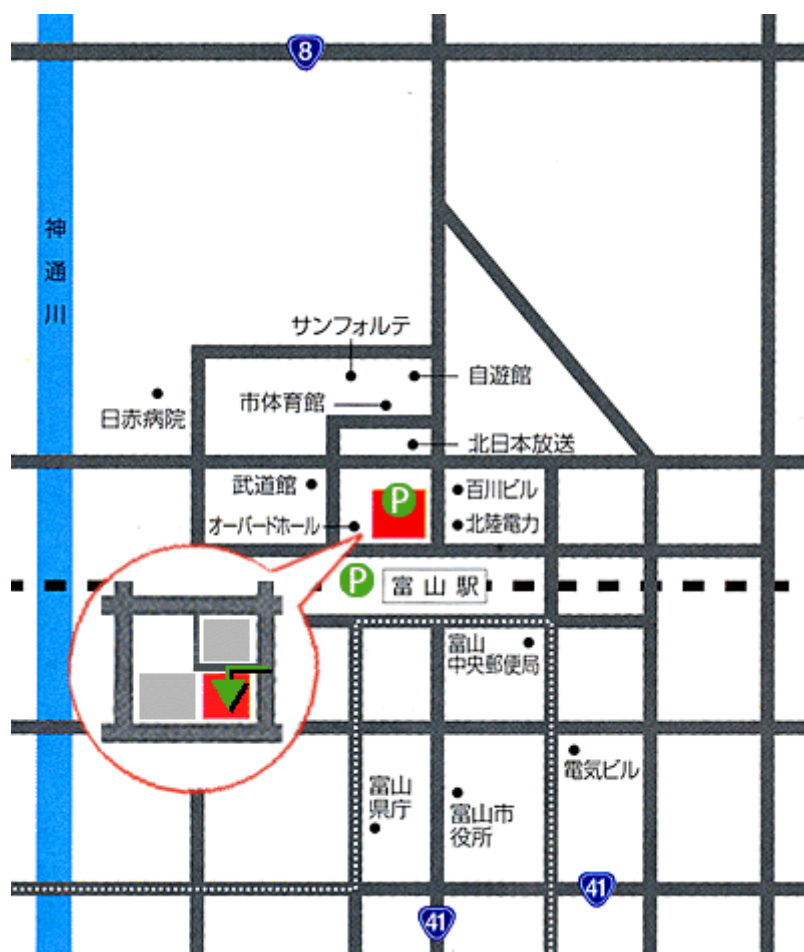 8
神通川
サンフォルテ
自遊館
市体育館
日赤病院
北日本放送
武道館
P
百川ビル
オーバードホール
北陸電力
P
富山駅
富山
中央郵便局
電気ビル
富山
県庁
富山市
役所
41
41